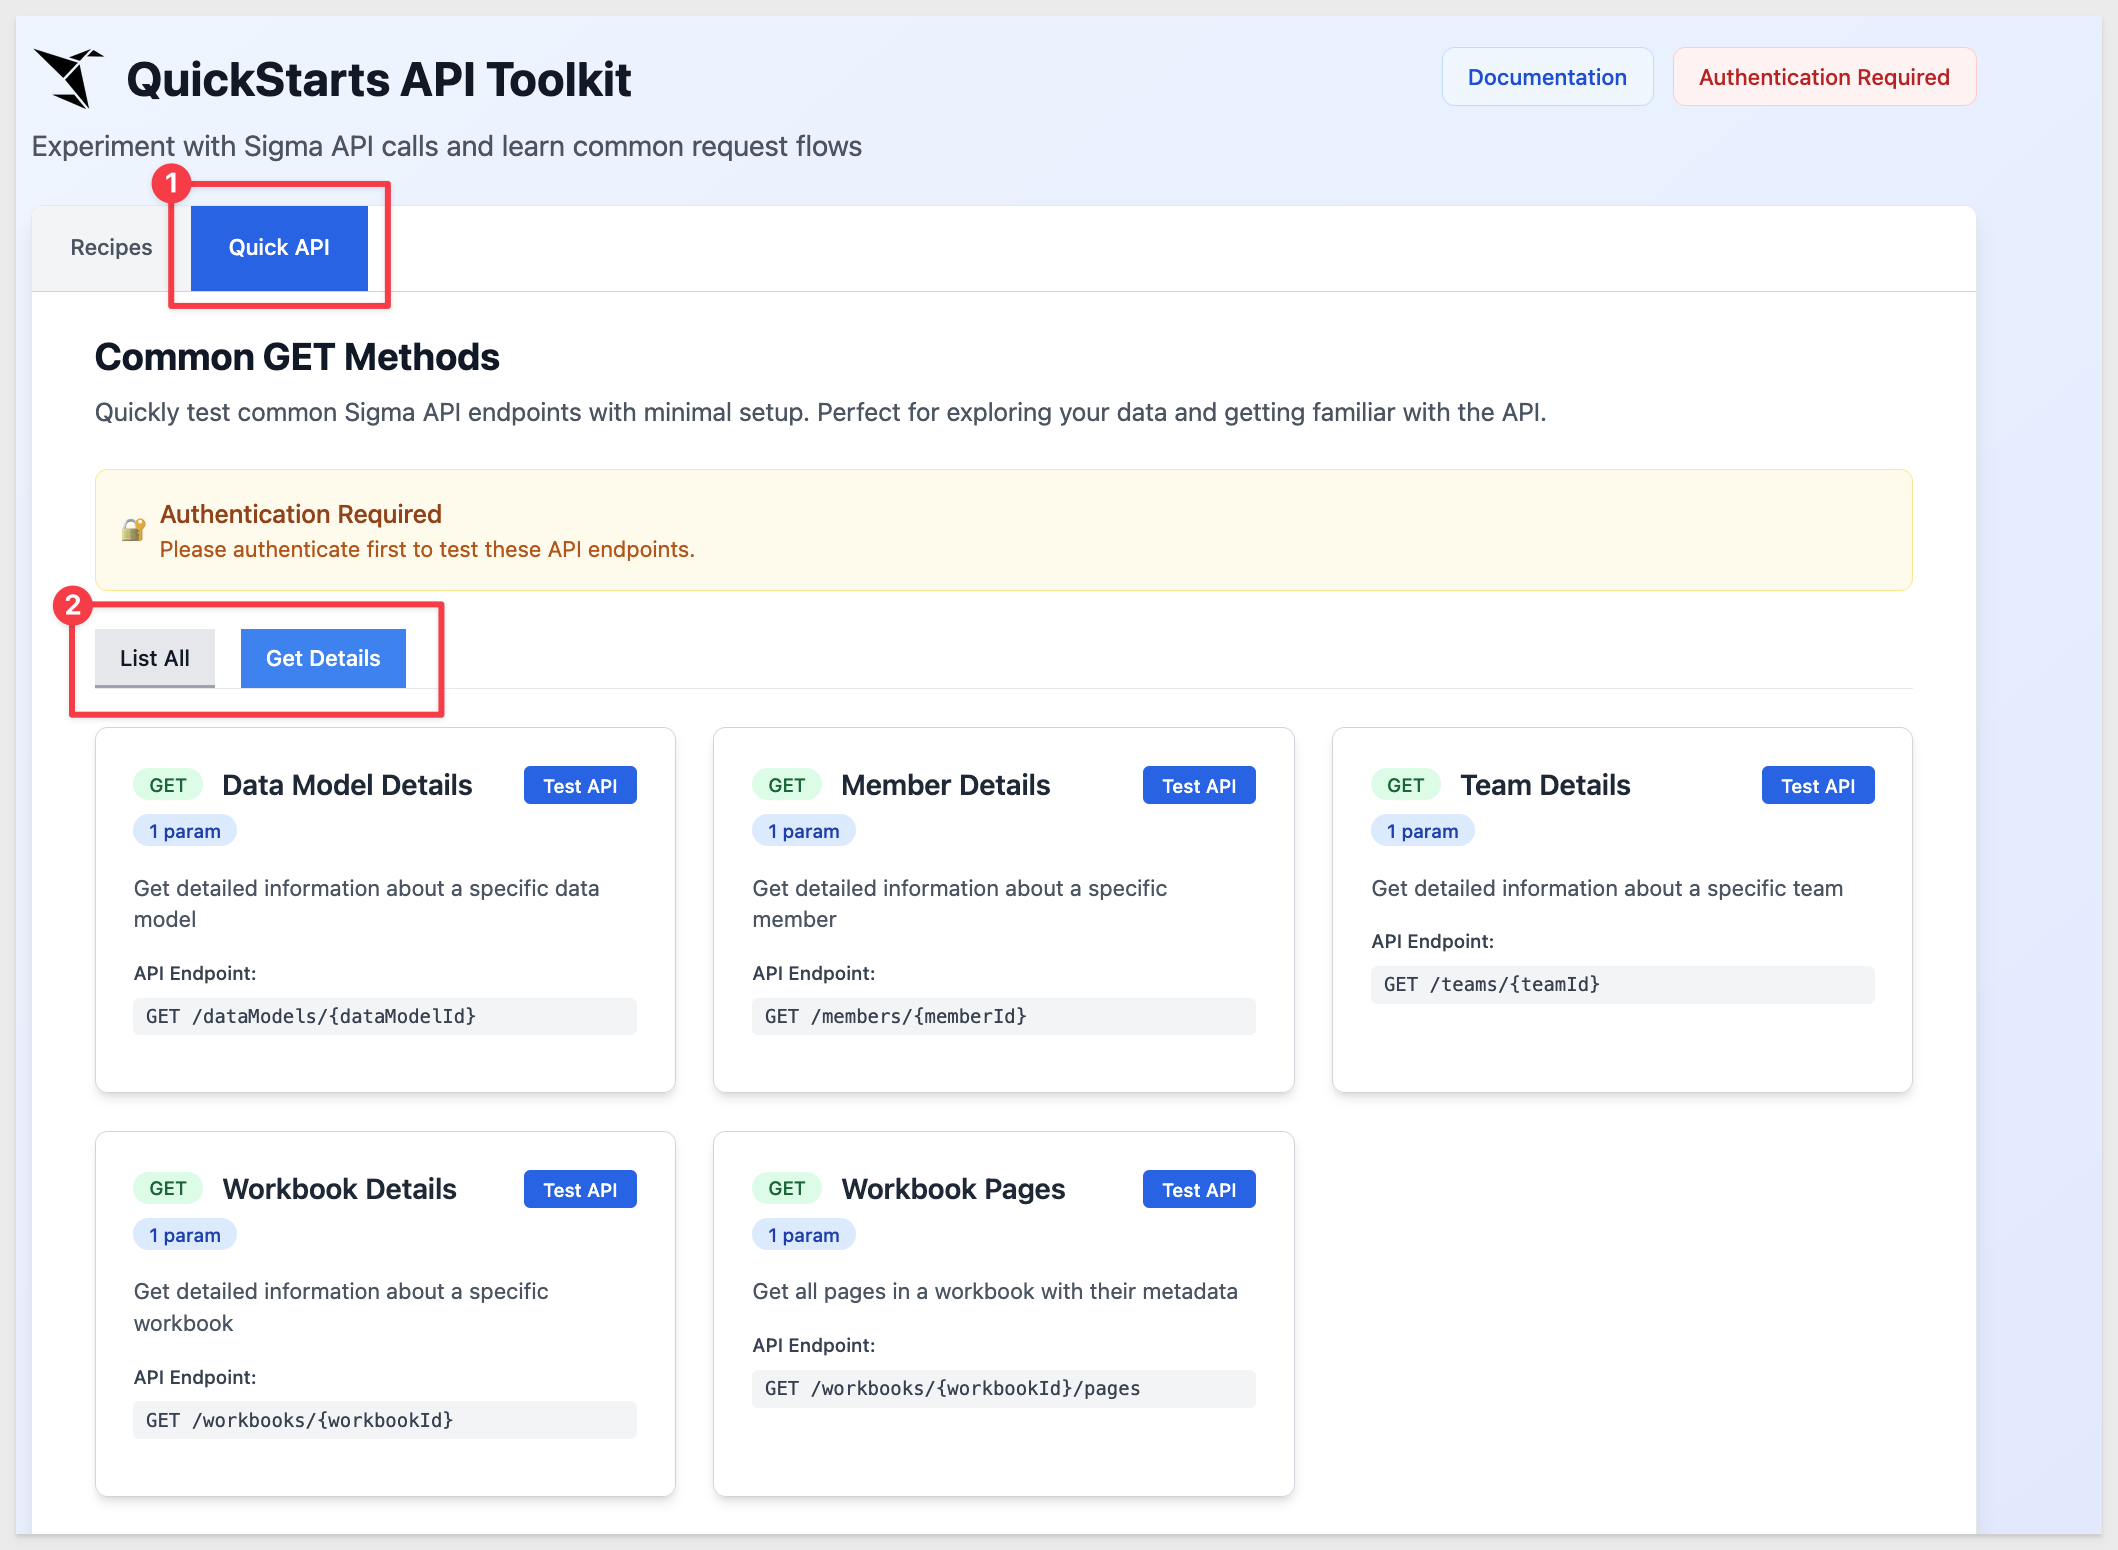 QuickStarts API Toolkit
Documentation
Authentication Required
Experiment with Sigma API calls and learn common request flows
1
Recipes
Quick API
Common GET Methods
Quickly test common Sigma API endpoints with minimal setup. Perfect for exploring your data and getting familiar with the API.
Authentication Required
Please authenticate first to test these API endpoints.
2
List All
Get Details
GET Data Model Details Test API
1 param
Get detailed information about a specific data
model
API Endpoint:
GET /dataModels/{dataModelId}
GET Member Details Test API
1 param
Get detailed information about a specific
member
API Endpoint:
GET /members/{memberId}
GET Team Details Test API
1 param
Get detailed information about a specific team
API Endpoint:
GET /teams/{teamId}
GET Workbook Details Test API
1 param
Get detailed information about a specific
workbook
API Endpoint:
GET /workbooks/{workbookId}
GET Workbook Pages Test API
1 param
Get all pages in a workbook with their metadata
API Endpoint:
GET /workbooks/{workbookId}/pages